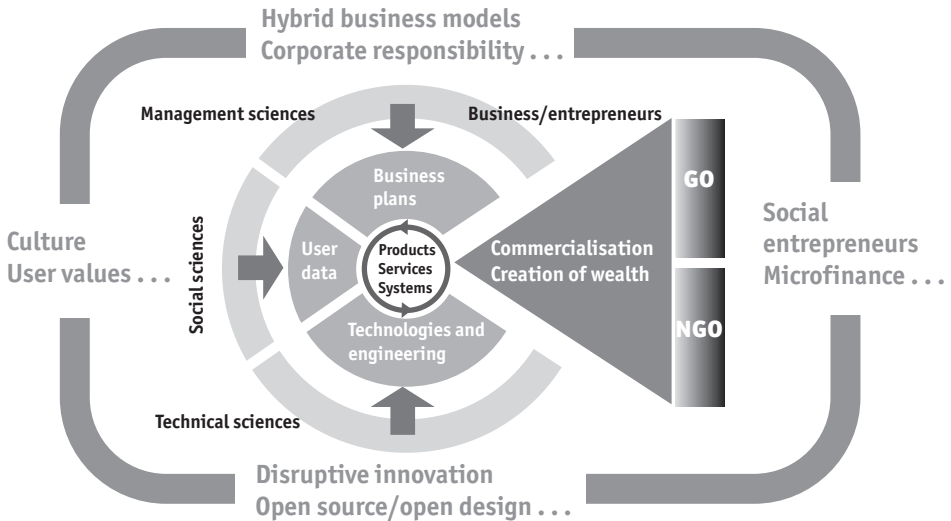 Hybrid business models
Corporate responsibility . . .
Management sciences
Business/entrepreneurs
Business
plans
GO
Social
entrepreneurs
Microfinance . . .
Culture
User values . . .
Social sciences
User
data
Products
Services
Systems
Commercialisation
Creation of wealth
NGO
Technologies and
engineering
Technical sciences
Disruptive innovation
Open source/open design . . .